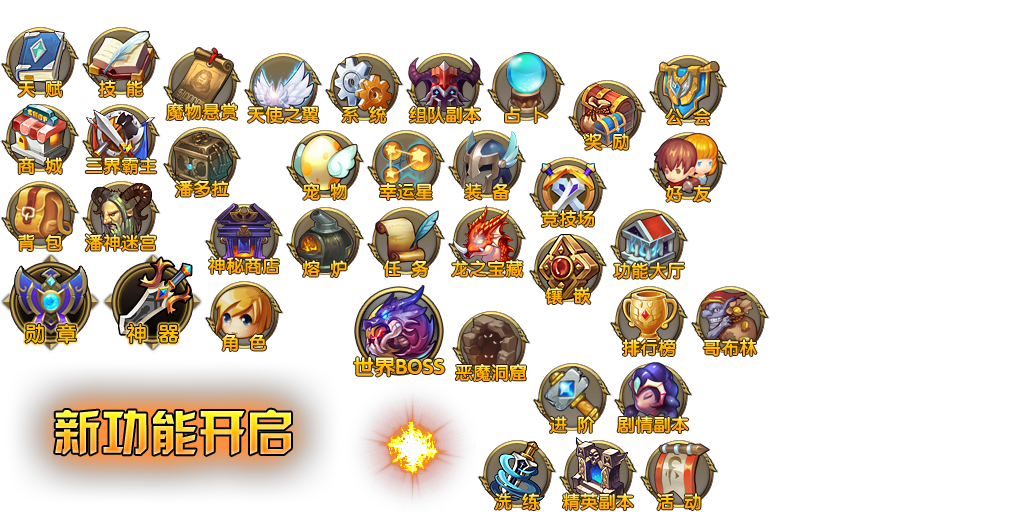 天赋
技能
魔物悬赏
天使之翼
系统
组队副本
占卜
奖励
公会
商城
三界霸主
潘多拉
宠物
幸运星
装备
竞技场
好友
背包
潘神迷宫
神秘商店
熔炉
任务
龙之宝藏
镶嵌
功能大厅
勋章
神器
角色
世界BOSS
恶魔洞窟
排行榜
哥布林
新功能开启
进阶
剧情副本
洗练
精英副本
活动